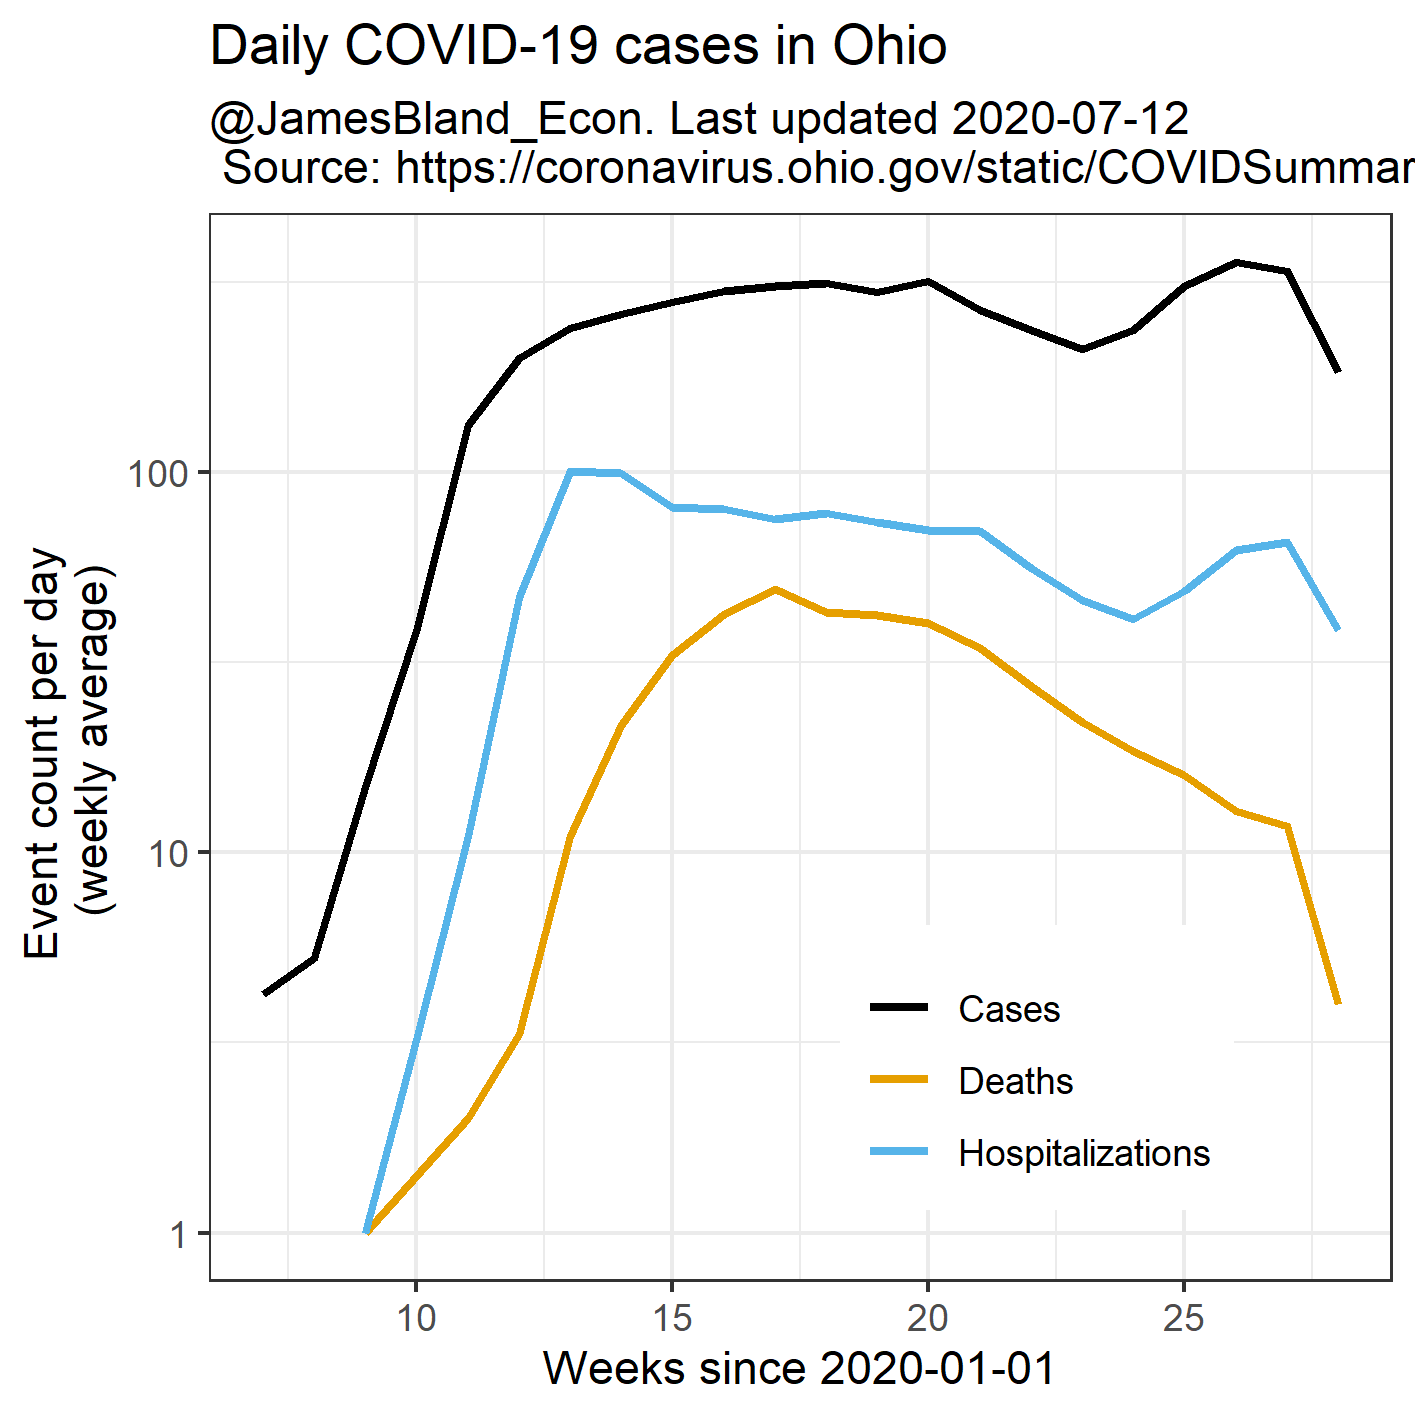 Daily COVID-19 cases in Ohio
@JamesBland_Econ. Last updated 2020-07-12
Source: https://coronavirus.ohio.gov/static/COVIDSummar
Event count per day
(weekly average)
100
10
1
Cases
Deaths
Hospitalizations
10 15 20 25
Weeks since 2020-01-01